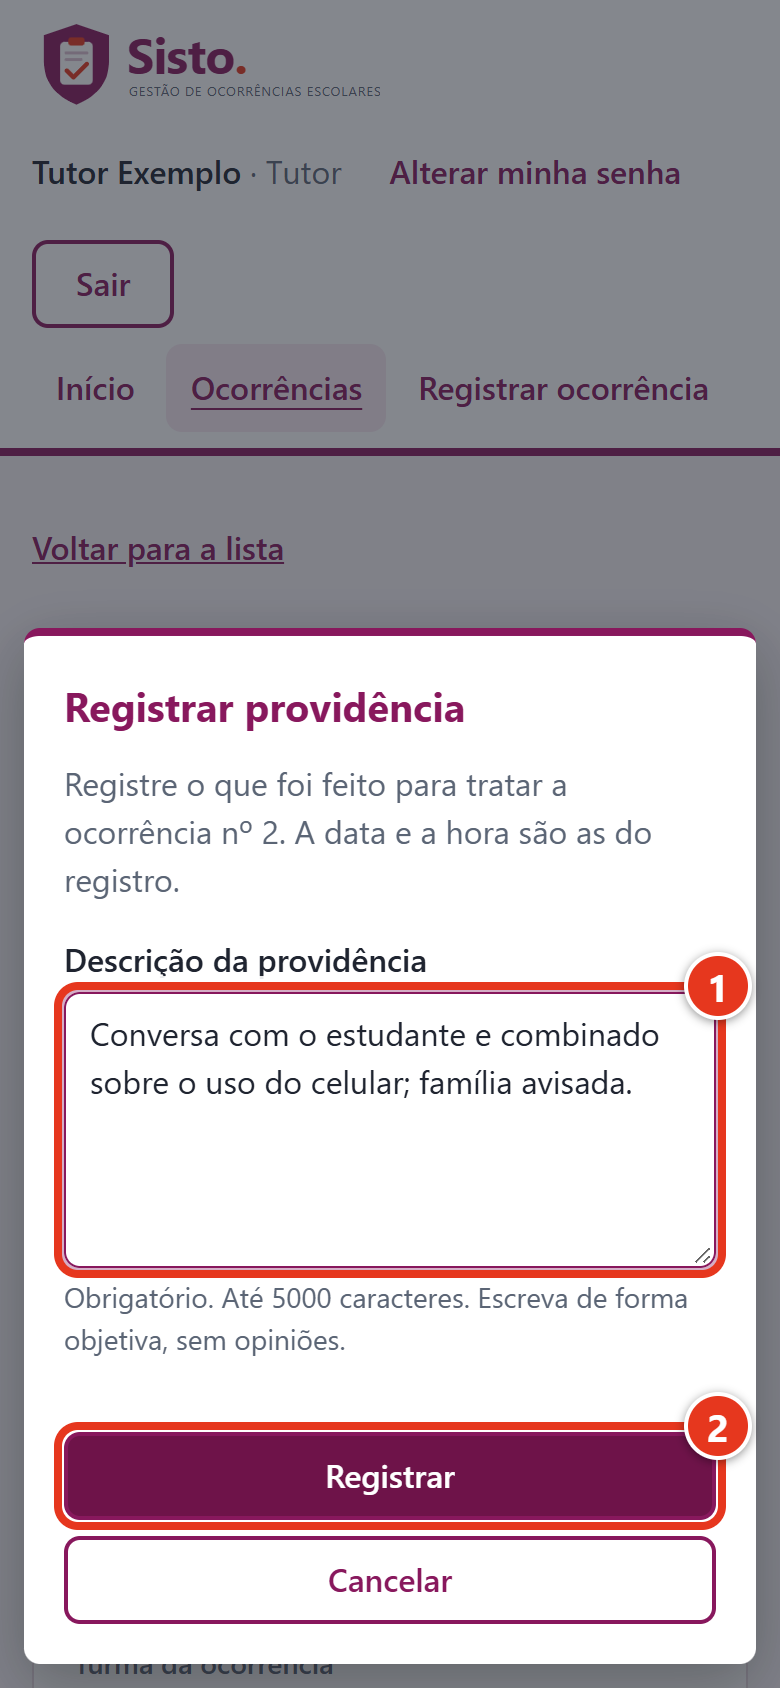 Sisto.
GESTÃO DE OCORRÊNCIAS ESCOLARES
Tutor Exemplo · Tutor Alterar minha senha
Sair
Início Ocorrências Registrar ocorrência
Voltar para a lista
Registrar providência
Registre o que foi feito para tratar a
ocorrência nº 2. A data e a hora são as do
registro.
Descrição da providência
1
Conversa com o estudante e combinado
sobre o uso do celular; família avisada.
Obrigatório. Até 5000 caracteres. Escreva de forma
objetiva, sem opiniões.
2
Registrar
Cancelar
Turma da ocorrência